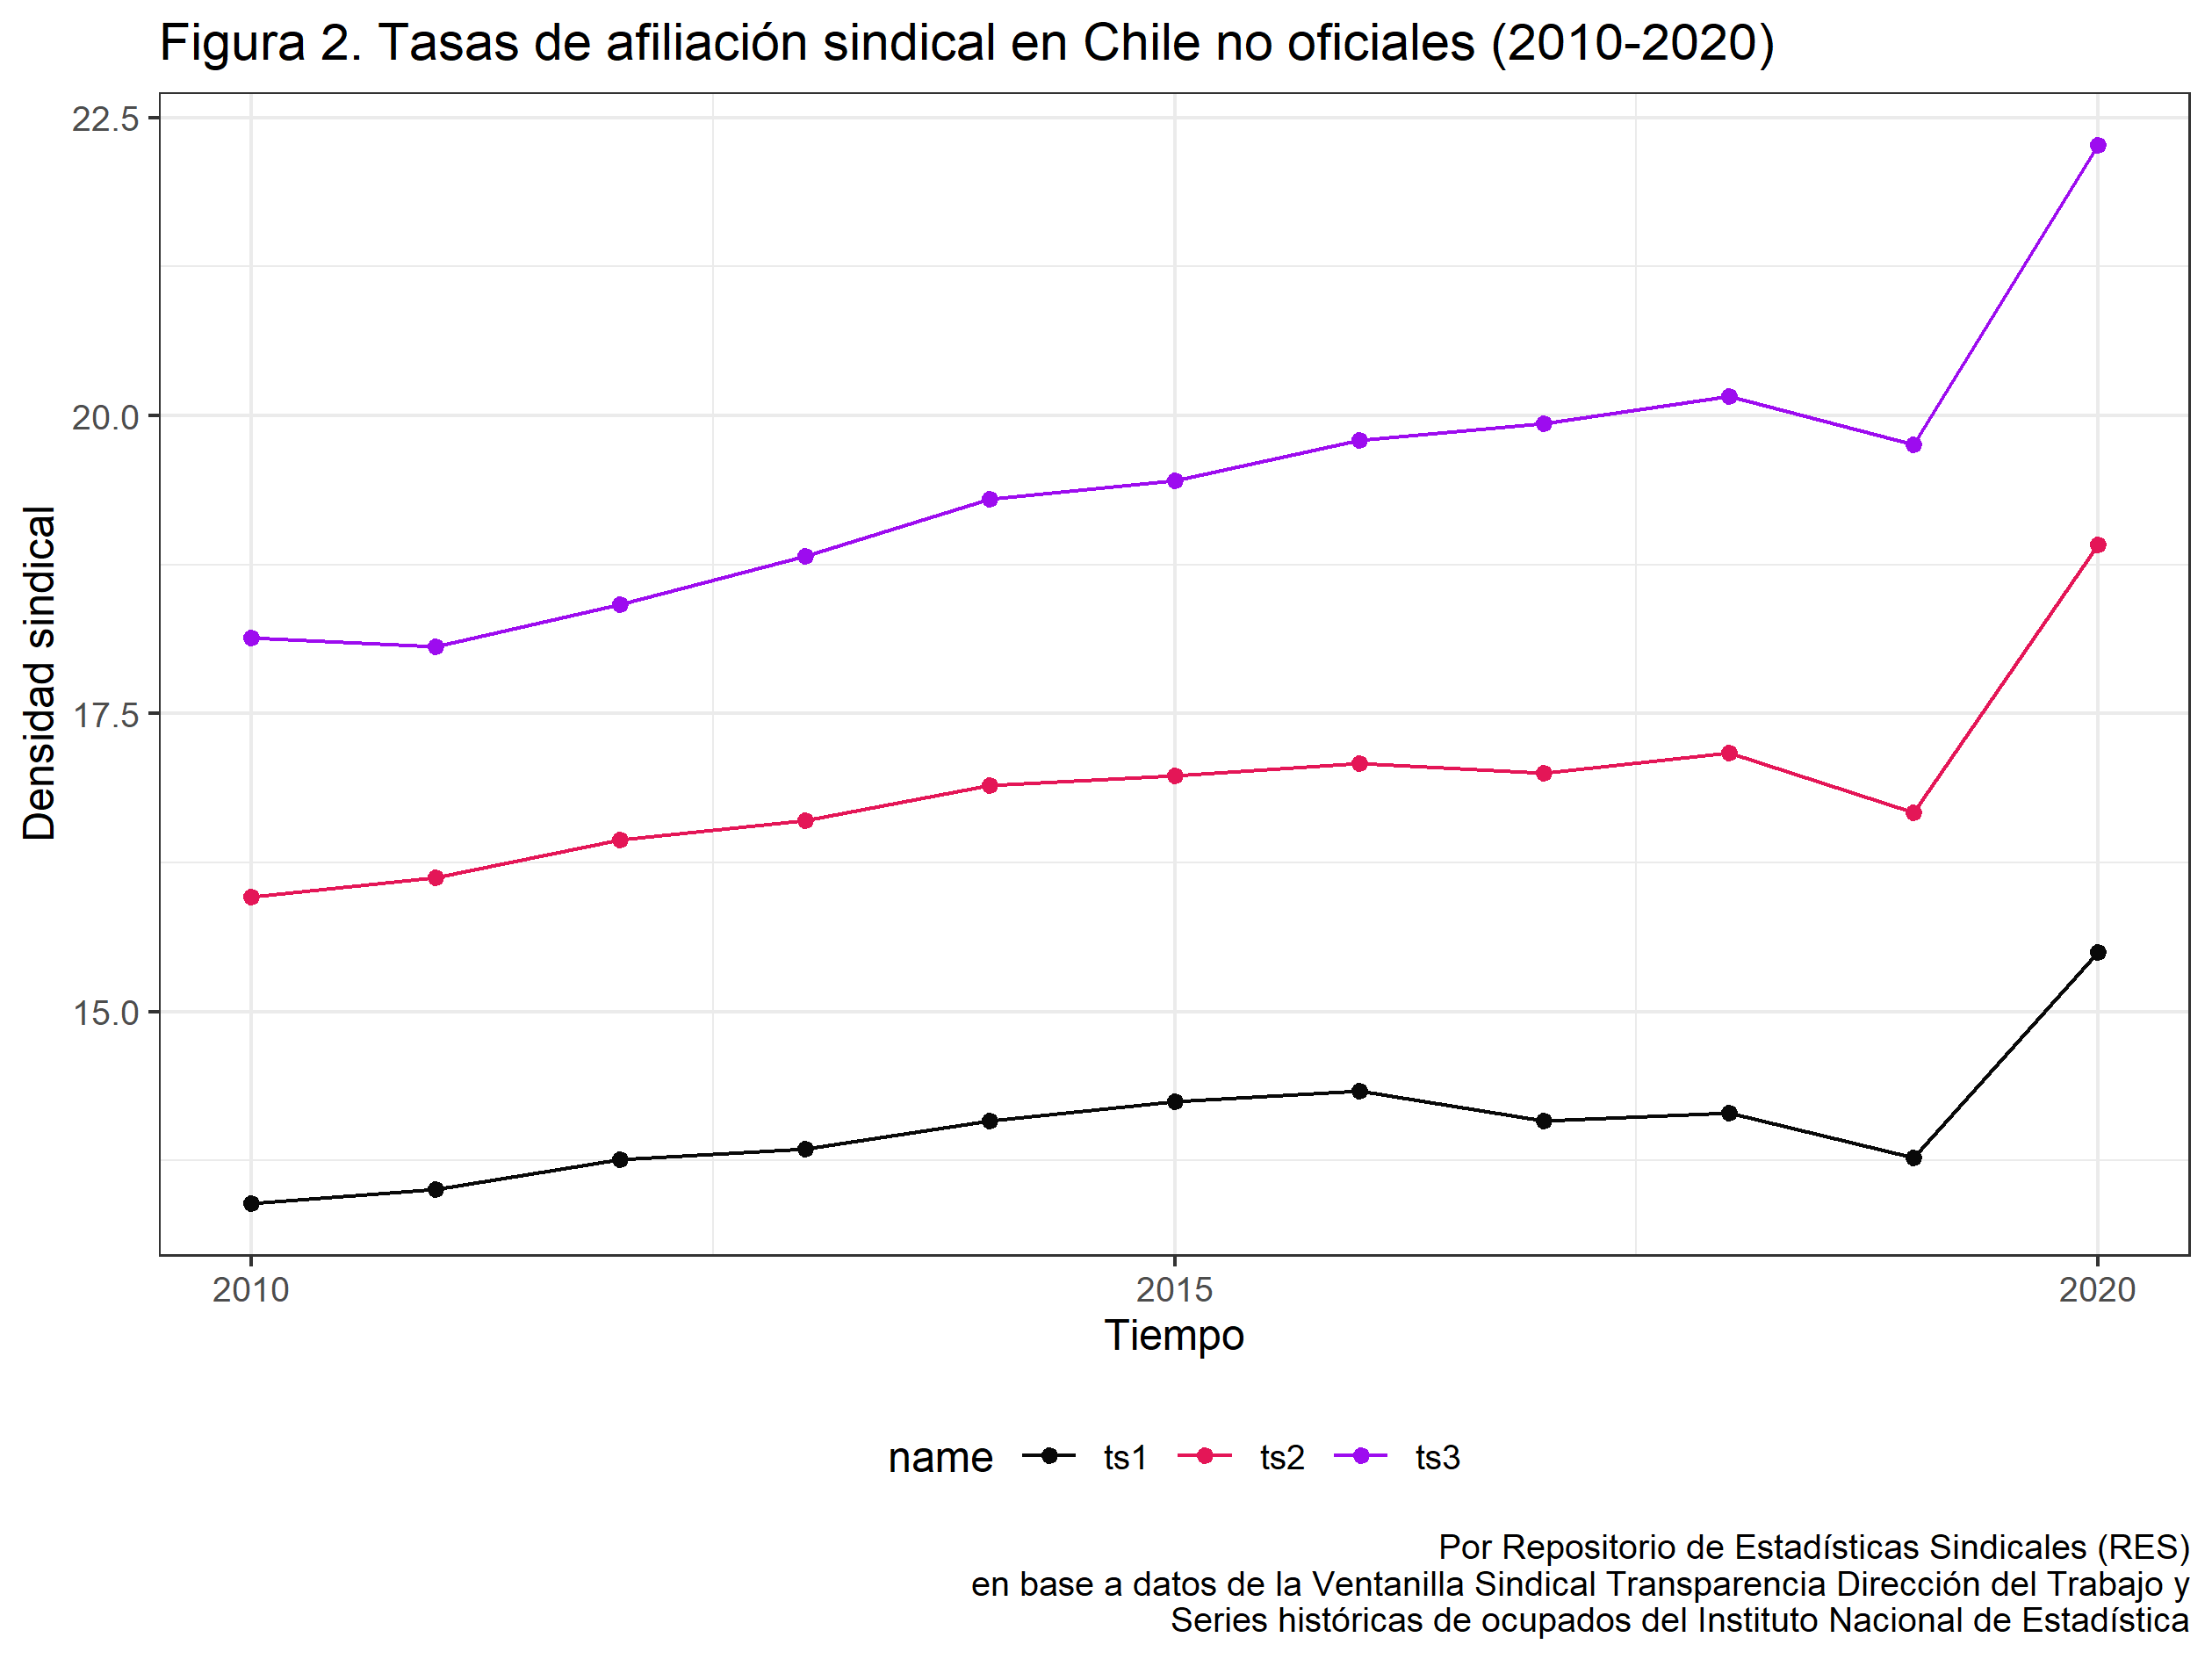 Figura 2. Tasas de afiliación sindical en Chile no oficiales (2010-2020)
22.5
20.0
17.5
15.0
Densidad sindical
2010
2015
2020
Tiempo
name ts1 ts2 ts3
Por Repositorio de Estadísticas Sindicales (RES)
en base a datos de la Ventanilla Sindical Transparencia Dirección del Trabajo y
Series históricas de ocupados del Instituto Nacional de Estadística